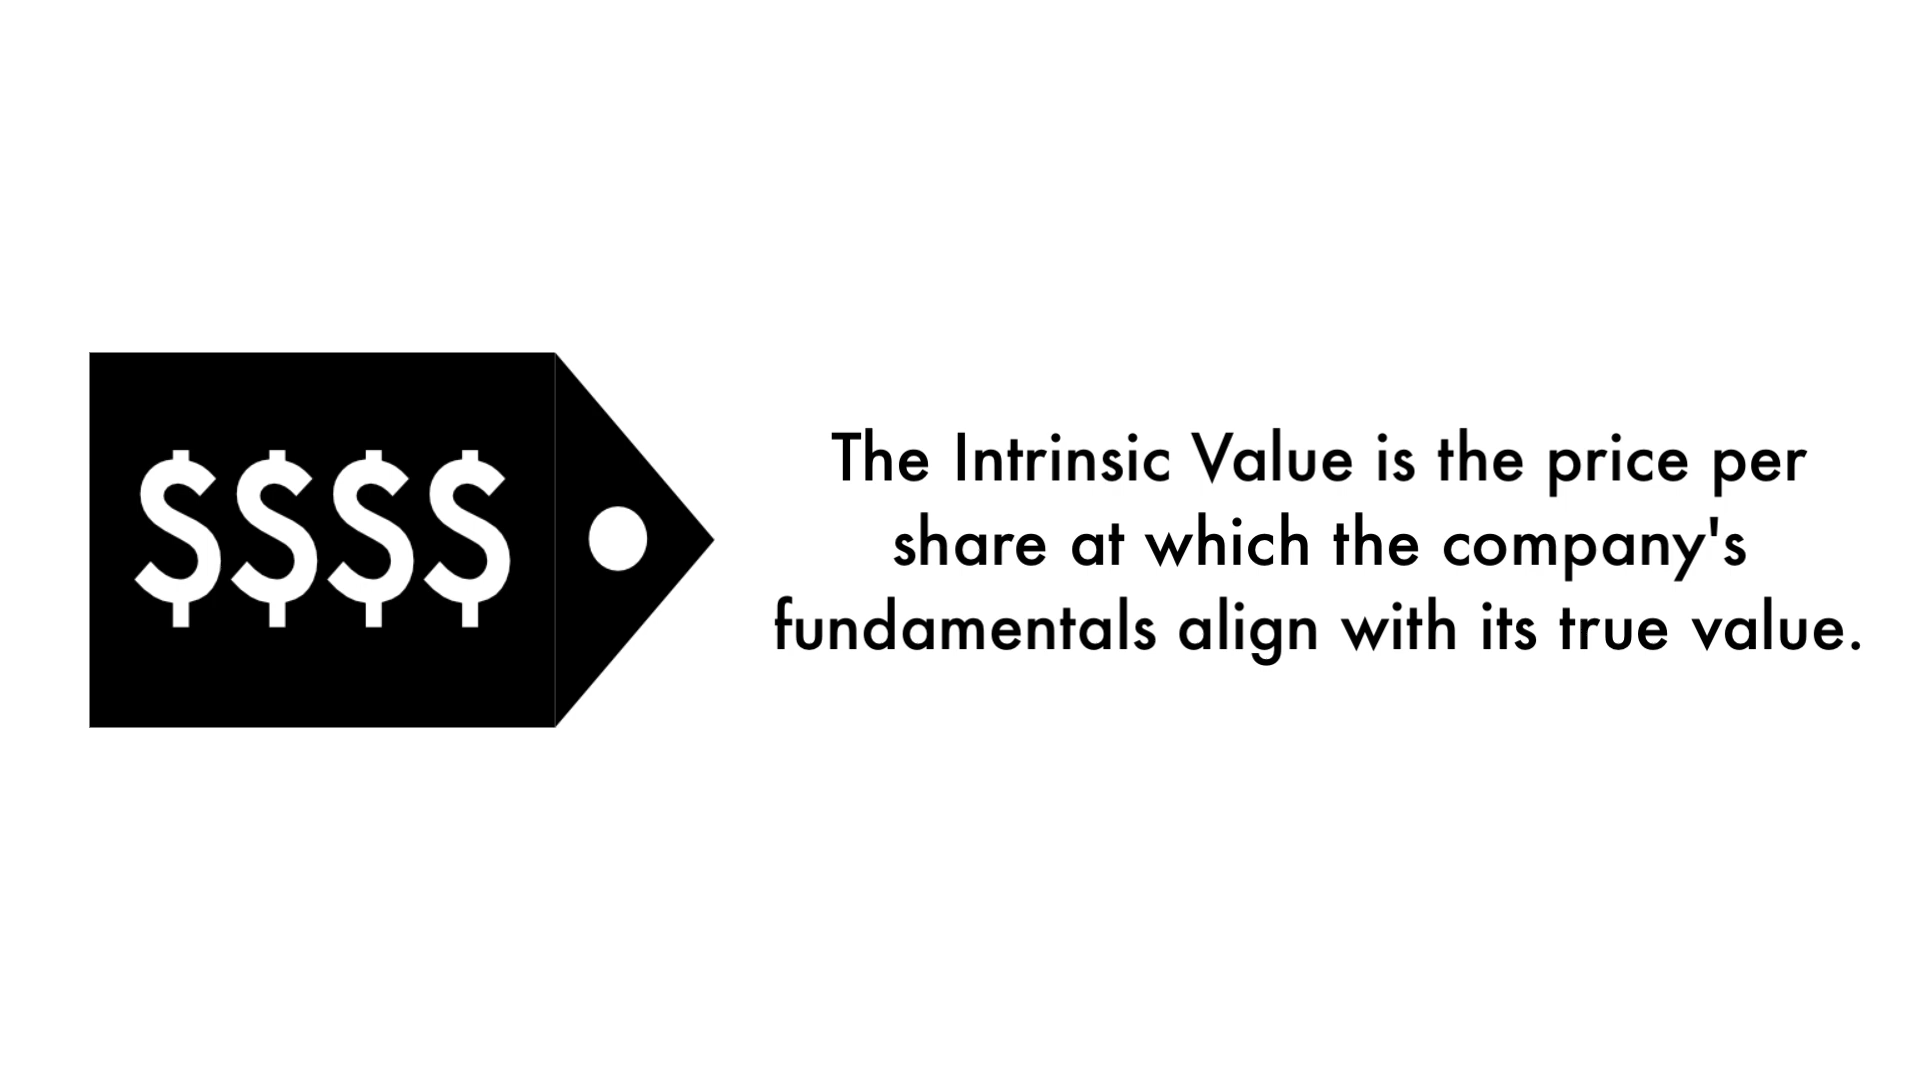 $$$$
The Intrinsic Value is the price per
share at which the company's
fundamentals align with its true value.